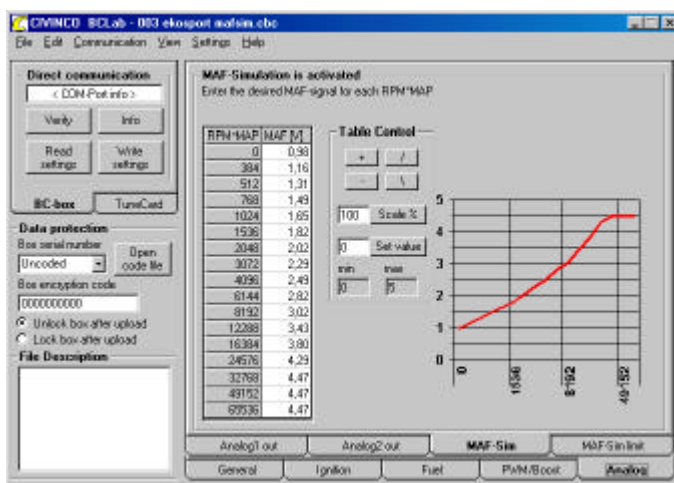 CIVINCO BCLab - 003 ekosport mafsim.cbc
File Edit Communication View Settings Help
Direct communication
< COM-Port info >
Verify Info
Read settings Write settings
BC-box TuneCard
Data protection
Box serial number
Uncoded Open code file
Box encryption code
0000000000
Unlock box after upload
Lock box after upload
File Description
MAF-Simulation is activated
Enter the desired MAF-signal for each RPM*MAP
RPM*MAP MAF [V]
0 0,98
384 1,16
512 1,31
768 1,49
1024 1,65
1536 1,82
2048 2,02
3072 2,29
4096 2,49
6144 2,82
8192 3,02
12288 3,43
16384 3,80
24576 4,29
32768 4,47
49152 4,47
65536 4,47
Table Control
+ /
- \
100 Scale %
0 Set value
min max
0 5
5
4
3
2
1
0
0 1536 8192 49152
Analog1 out Analog2 out MAF-Sim MAF-Sim limit
General Ignition Fuel PWM/Boost Analog